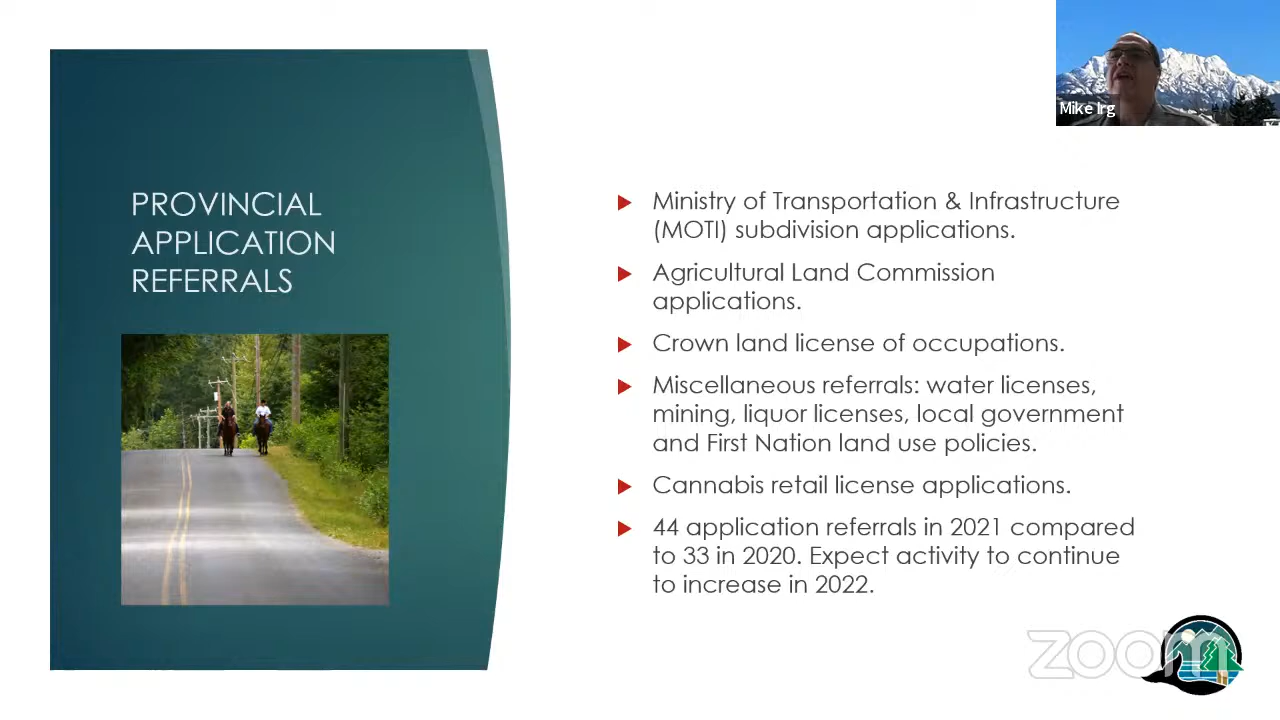 Mike Irg
PROVINCIAL
APPLICATION
REFERRALS
Ministry of Transportation & Infrastructure
(MOTI) subdivision applications.
Agricultural Land Commission
applications.
Crown land license of occupations.
Miscellaneous referrals: water licenses,
mining, liquor licenses, local government
and First Nation land use policies.
Cannabis retail license applications.
44 application referrals in 2021 compared
to 33 in 2020. Expect activity to continue
to increase in 2022.
zoom